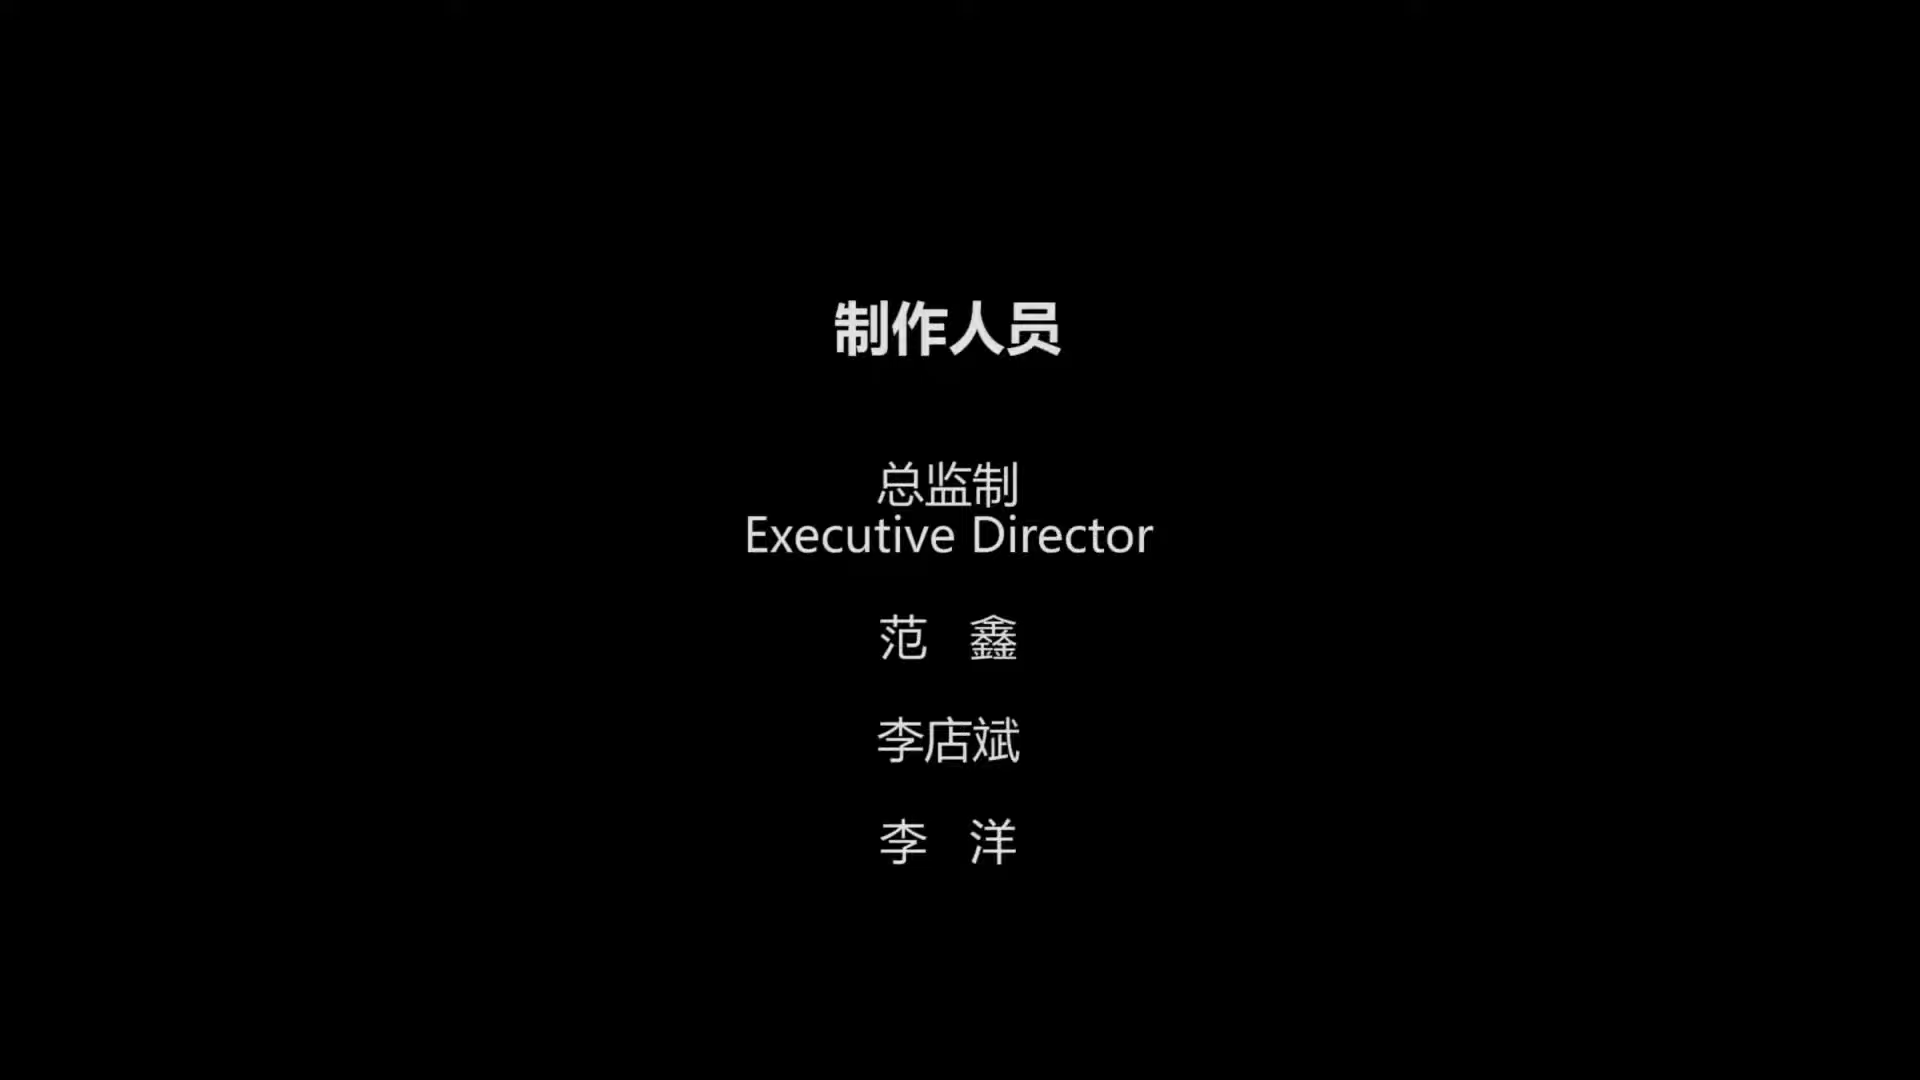 制作人员
总监制
Executive Director
范 鑫
李店斌
李 洋